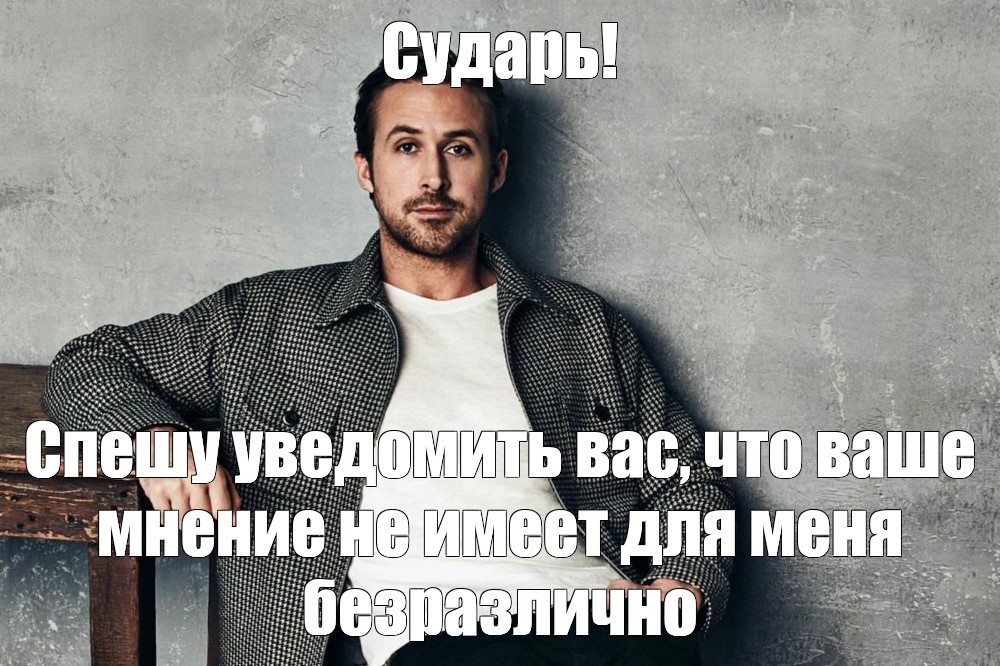 Сударь!
Спешу уведомить вас, что ваше
мнение не имеет для меня
безразлично